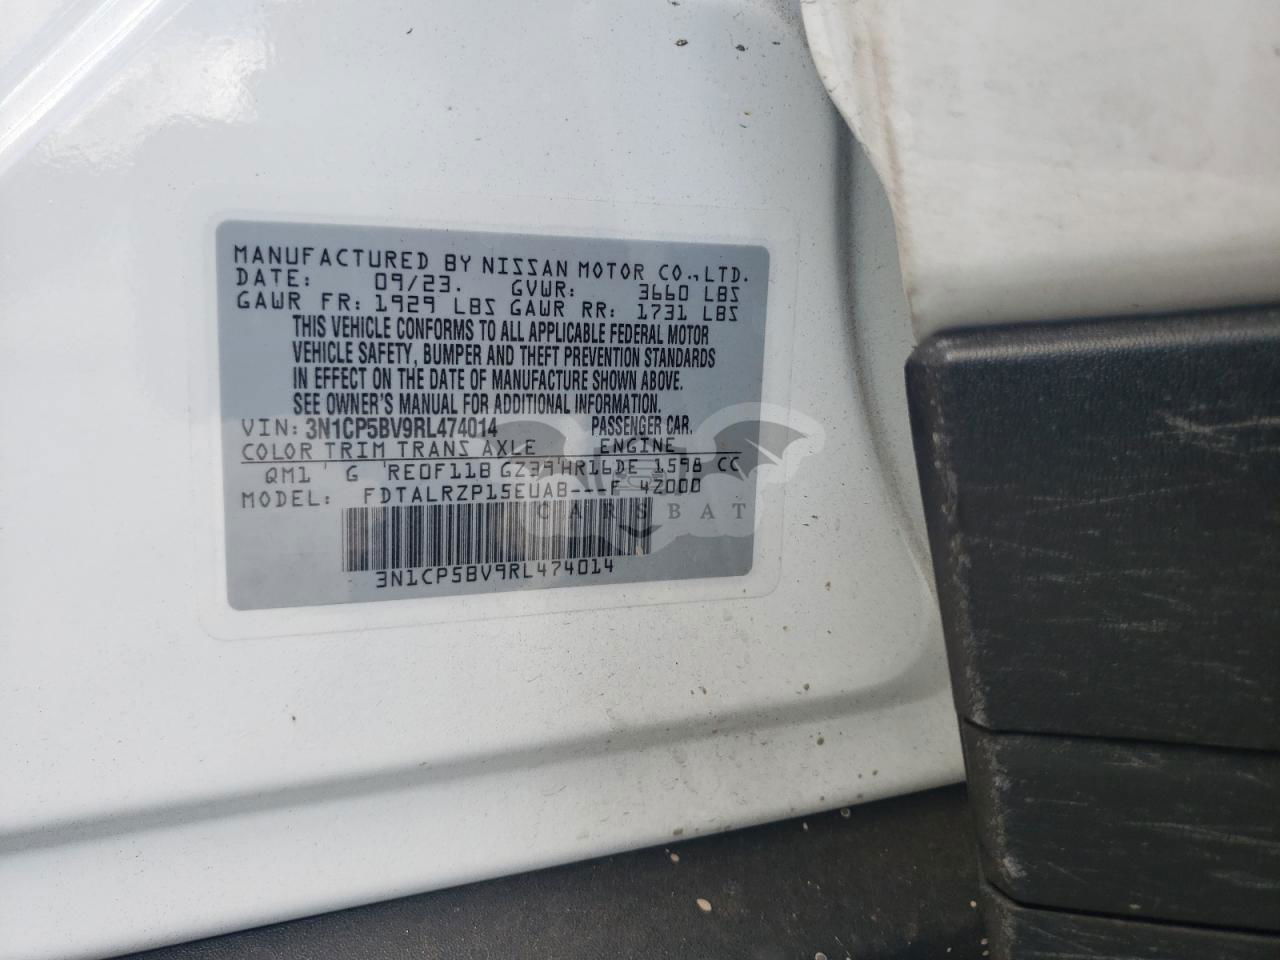 MANUFACTURED BY NISSAN MOTOR CO.,LTD.
DATE: 09/23. GVWR: 3660 LBS
GAWR FR: 1929 LBS GAWR RR: 1731 LBS
THIS VEHICLE CONFORMS TO ALL APPLICABLE FEDERAL MOTOR
VEHICLE SAFETY, BUMPER AND THEFT PREVENTION STANDARDS
IN EFFECT ON THE DATE OF MANUFACTURE SHOWN ABOVE.
SEE OWNER'S MANUAL FOR ADDITIONAL INFORMATION.
VIN: 3N1CP5BV9RL474014 PASSENGER CAR.
COLOR TRIM TRANS AXLE ENGINE
QM1 ' G 'RE0F11B GZ39'HR16DE 1598 CC
MODEL: FDTALRZP15EUAB---F 4Z000
CARSBAT
3N1CP5BV9RL474014